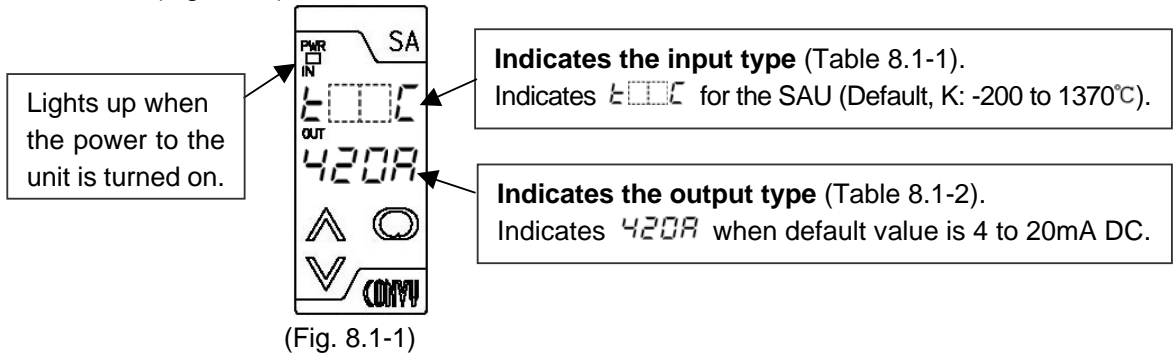 PWR
SA
IN
t C
OUT
420A
Lights up when
the power to the
unit is turned on.
Indicates the input type (Table 8.1-1).
Indicates t C for the SAU (Default, K: -200 to 1370℃).
Indicates the output type (Table 8.1-2).
Indicates 420A when default value is 4 to 20mA DC.
(Fig. 8.1-1)